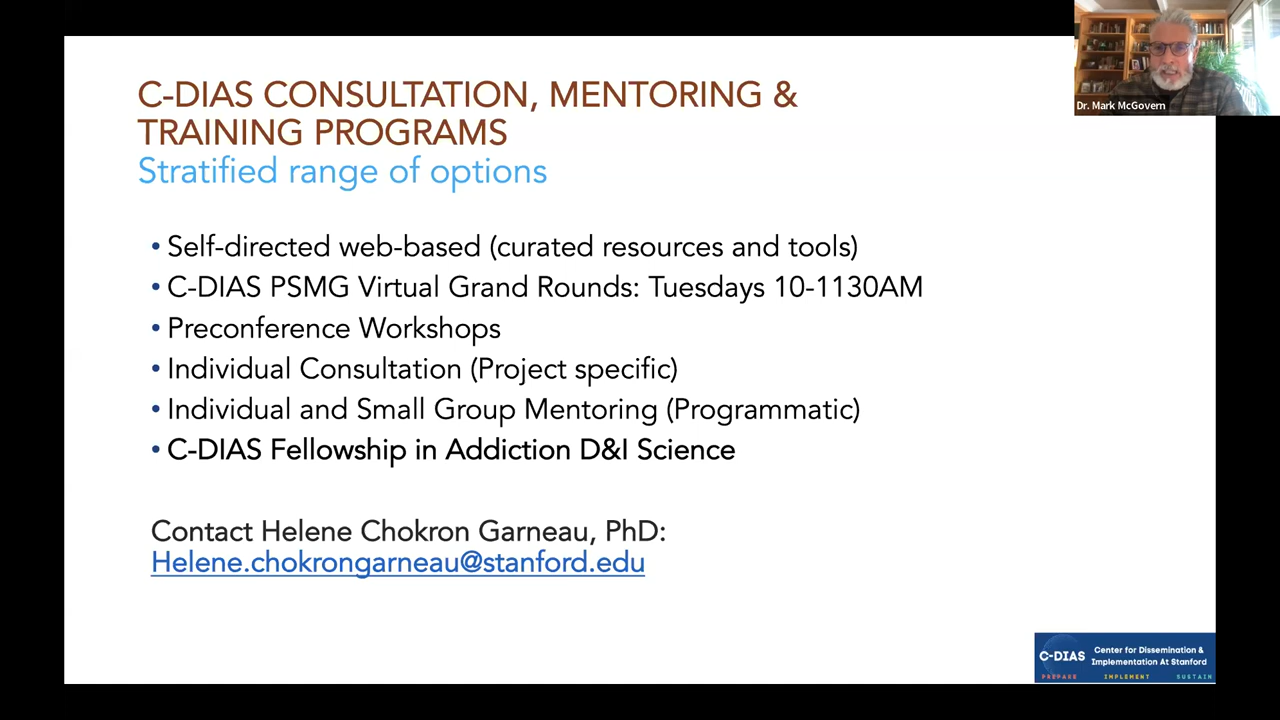 Dr. Mark McGovern
C-DIAS CONSULTATION, MENTORING &
TRAINING PROGRAMS
Stratified range of options
• Self-directed web-based (curated resources and tools)
• C-DIAS PSMG Virtual Grand Rounds: Tuesdays 10-1130AM
• Preconference Workshops
• Individual Consultation (Project specific)
• Individual and Small Group Mentoring (Programmatic)
• C-DIAS Fellowship in Addiction D&I Science
Contact Helene Chokron Garneau, PhD:
Helene.chokrongarneau@stanford.edu
C-DIAS
Center for Dissemination &
Implementation At Stanford
PREPARE IMPLEMENT SUSTAIN